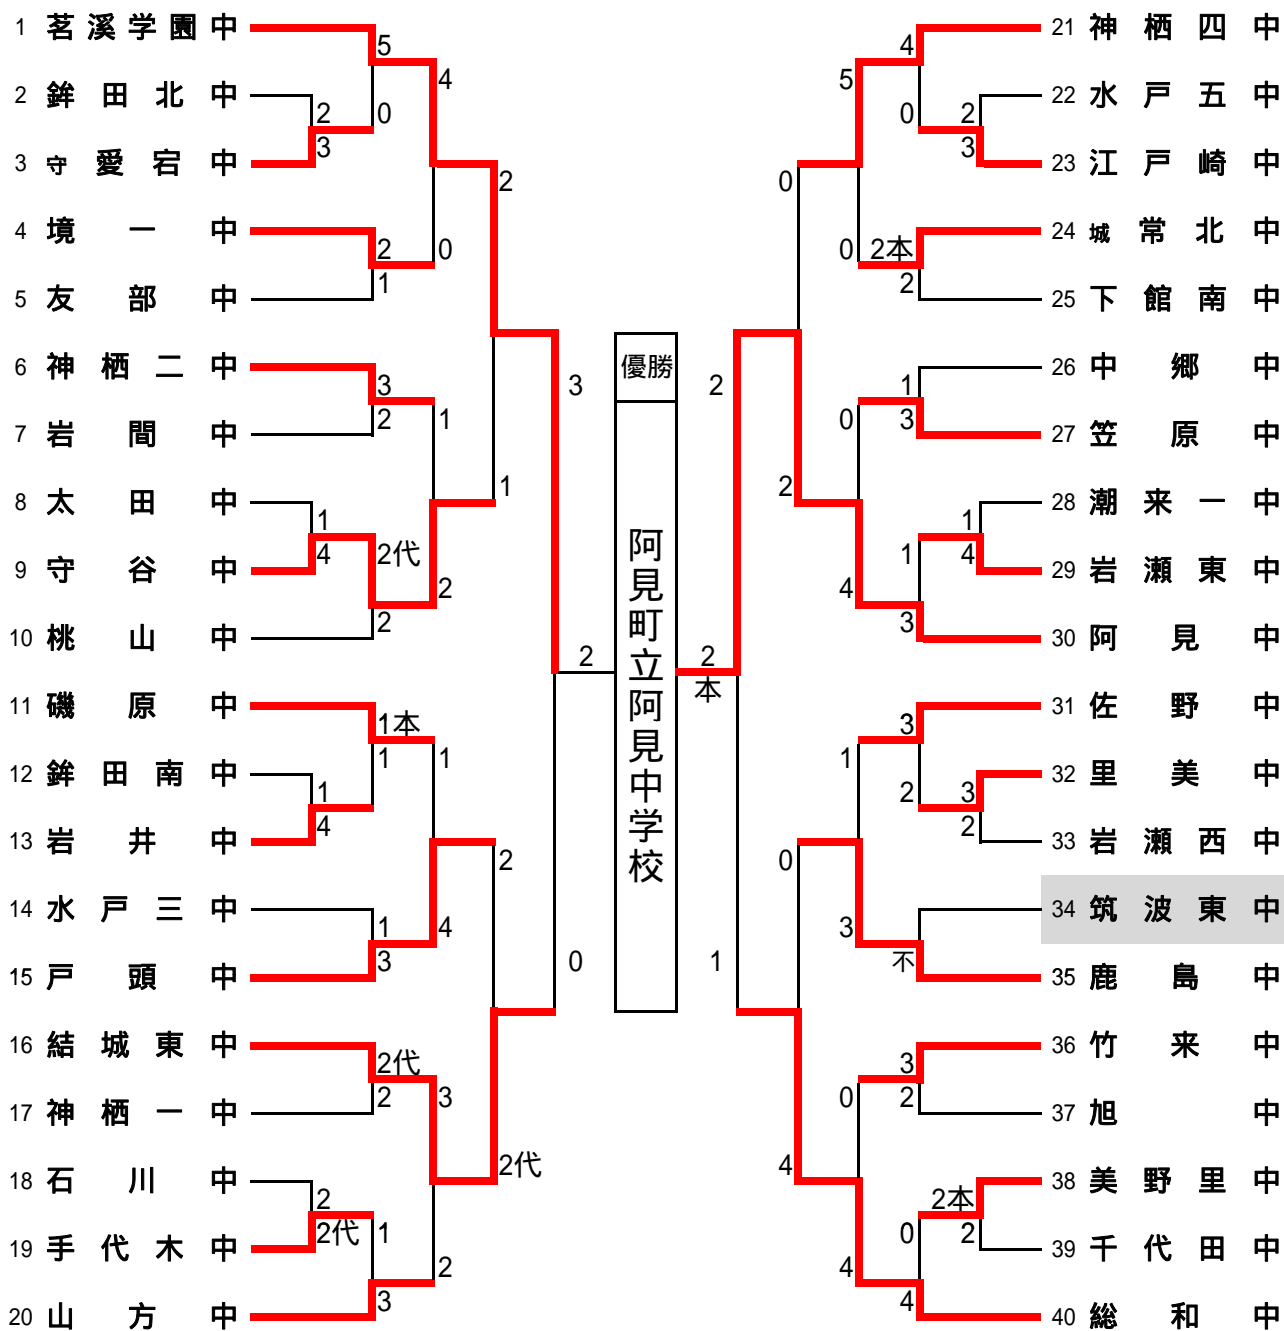 1 茗溪学園中
5
4
2 鉾田北中
2
0
3
3 守 愛宕中
2
4 境一中
2
0
1
5 友部中
6 神栖二中
3
3
2
1
7 岩間中
8 太田中
1
1
4
2代
9 守谷中
2
2
10 桃山中
2
11 磯原中
1本
1
1
12 鉾田南中
1
4
13 岩井中
2
14 水戸三中
1
4
3
15 戸頭中
0
16 結城東中
2代
2
3
17 神栖一中
2代
18 石川中
2
2代
1
19 手代木中
2
3
20 山方中
優勝
阿見町立阿見中学校
2
本
21 神栖四中
4
5
22 水戸五中
0
2
3
23 江戸崎中
0
24 城 常北中
0
2本
2
25 下館南中
26 中郷中
2
1
0
3
27 笠原中
2
28 潮来一中
1
1
4
29 岩瀬東中
4
3
30 阿見中
31 佐野中
3
1
32 里美中
2
3
2
33 岩瀬西中
0
34 筑波東中
3
不
35 鹿島中
1
36 竹来中
3
0
2
37 旭中
4
38 美野里中
2本
0
2
39 千代田中
4
4
40 総和中